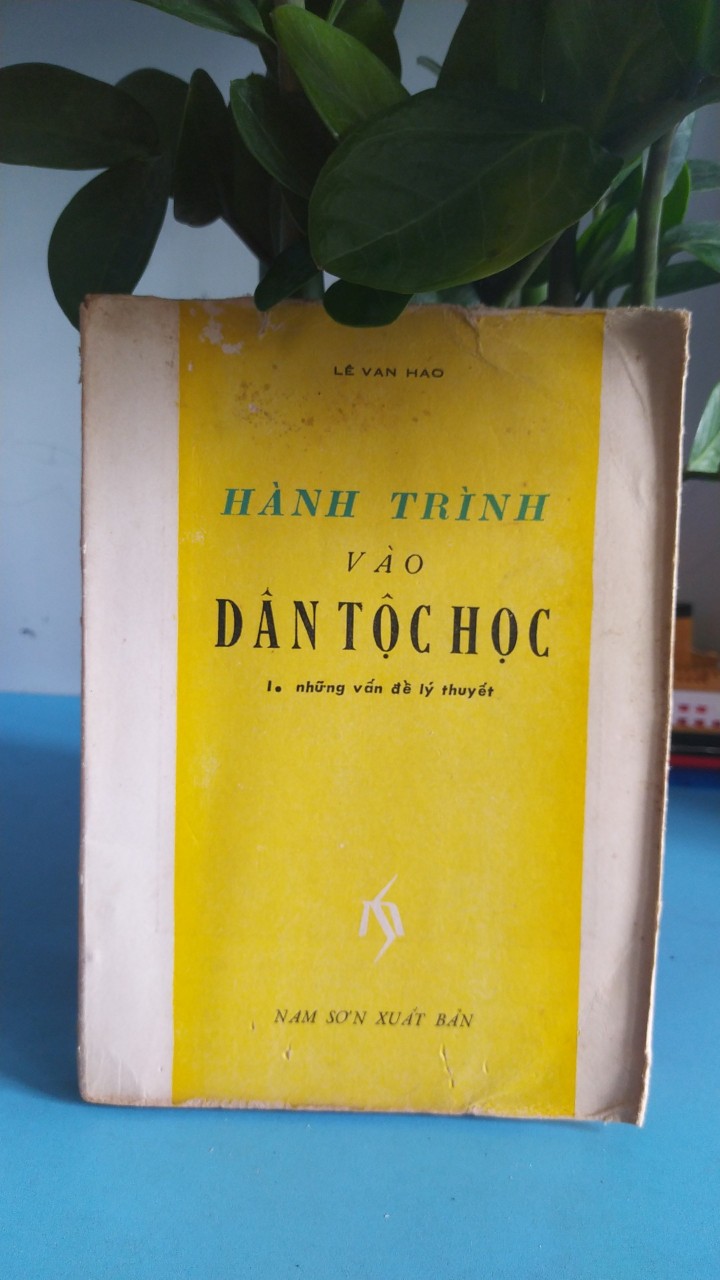 LÊ VAN HAO
HÀNH TRÌNH
VÀO
DÂN TỘC HỌC
I. những vấn đề lý thuyết
NAM SƠN XUẤT BẢN